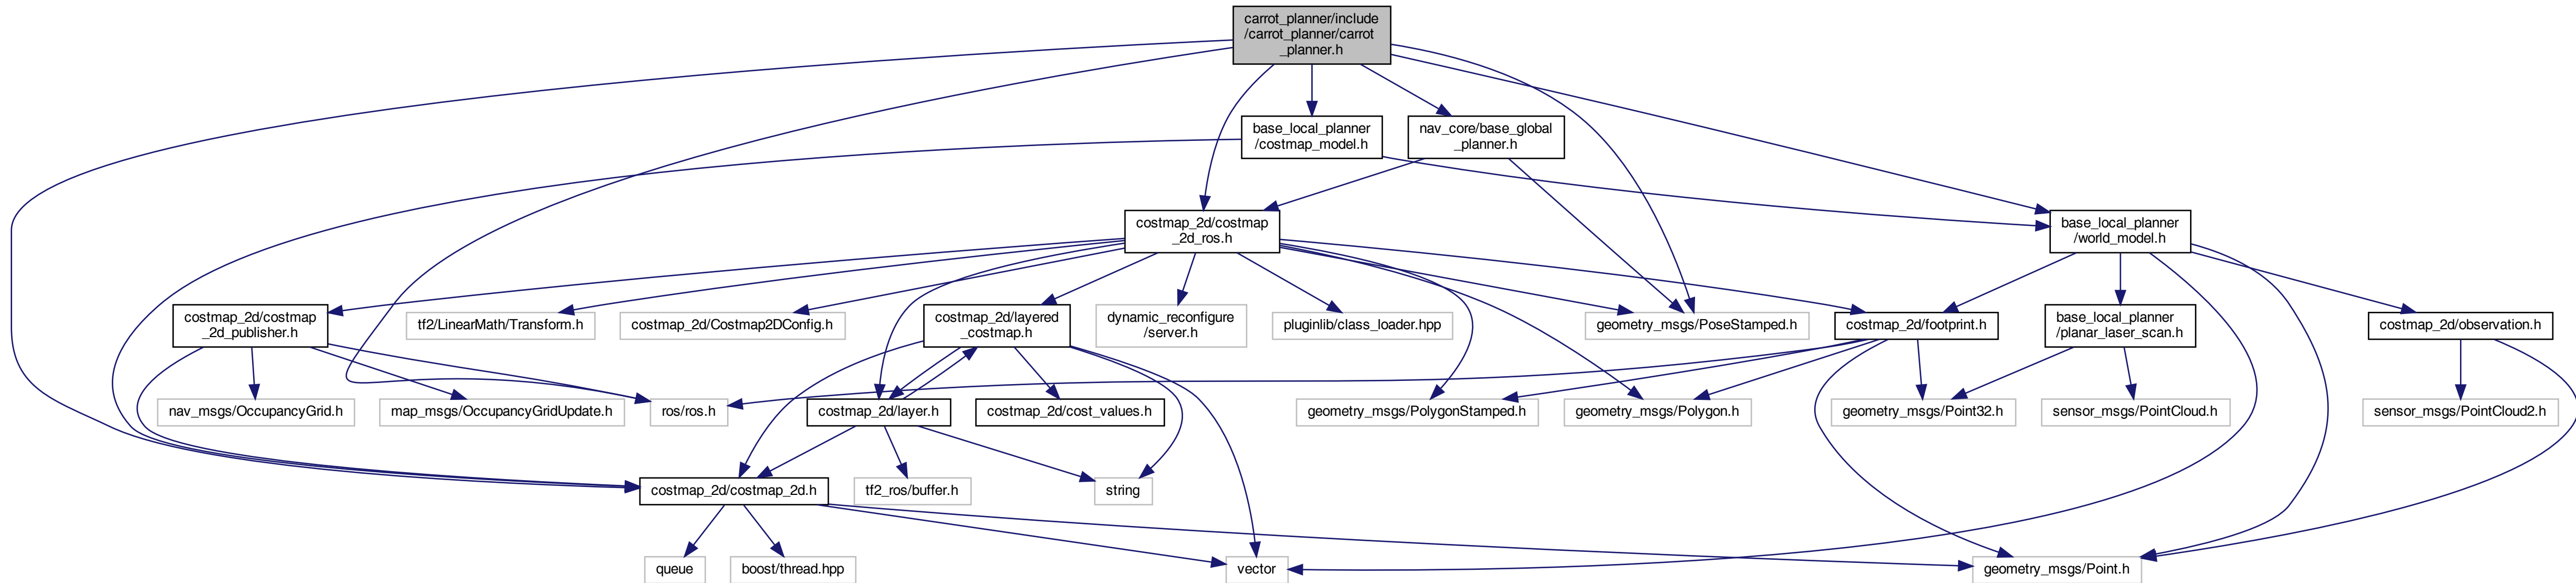 carrot_planner/include
/carrot_planner/carrot
_planner.h
base_local_planner
/costmap_model.h
nav_core/base_global
_planner.h
costmap_2d/costmap
_2d_ros.h
base_local_planner
/world_model.h
costmap_2d/costmap
_2d_publisher.h
tf2/LinearMath/Transform.h
costmap_2d/Costmap2DConfig.h
costmap_2d/layered
_costmap.h
dynamic_reconfigure
/server.h
pluginlib/class_loader.hpp
geometry_msgs/PoseStamped.h
costmap_2d/footprint.h
base_local_planner
/planar_laser_scan.h
costmap_2d/observation.h
nav_msgs/OccupancyGrid.h
map_msgs/OccupancyGridUpdate.h
ros/ros.h
costmap_2d/layer.h
costmap_2d/cost_values.h
geometry_msgs/PolygonStamped.h
geometry_msgs/Polygon.h
geometry_msgs/Point32.h
sensor_msgs/PointCloud.h
sensor_msgs/PointCloud2.h
costmap_2d/costmap_2d.h
tf2_ros/buffer.h
string
queue
boost/thread.hpp
vector
geometry_msgs/Point.h